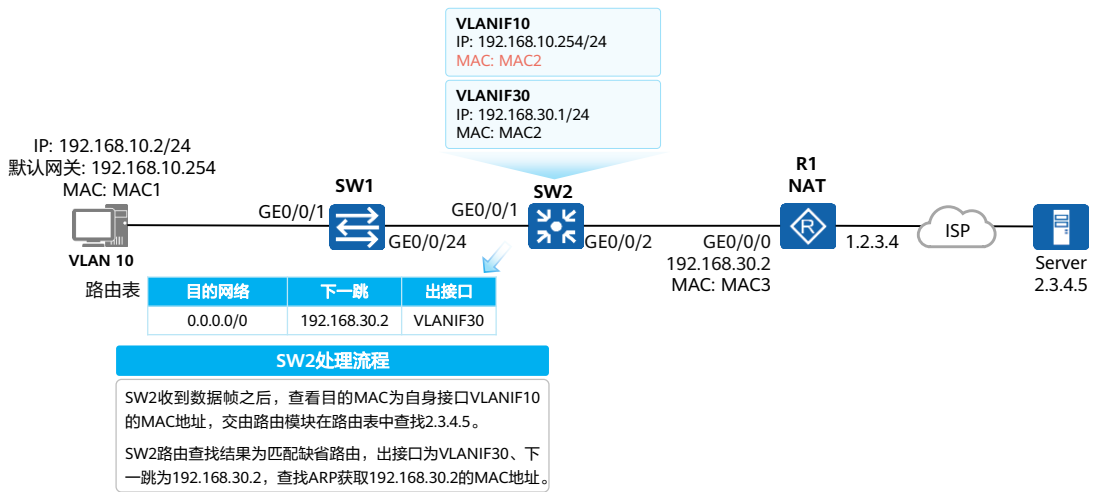 VLANIF10
IP: 192.168.10.254/24
MAC: MAC2
VLANIF30
IP: 192.168.30.1/24
MAC: MAC2
IP: 192.168.10.2/24
默认网关: 192.168.10.254
MAC: MAC1
VLAN 10
SW1
GE0/0/1
GE0/0/24
SW2
GE0/0/1
GE0/0/2
R1
NAT
R
GE0/0/0
192.168.30.2
MAC: MAC3
1.2.3.4
ISP
Server
2.3.4.5
路由表
目的网络 下一跳 出接口
0.0.0.0/0 192.168.30.2 VLANIF30
SW2处理流程
SW2收到数据帧之后，查看目的MAC为自身接口VLANIF10
的MAC地址，交由路由模块在路由表中查找2.3.4.5。
SW2路由查找结果为匹配缺省路由，出接口为VLANIF30、下
一跳为192.168.30.2，查找ARP获取192.168.30.2的MAC地址。